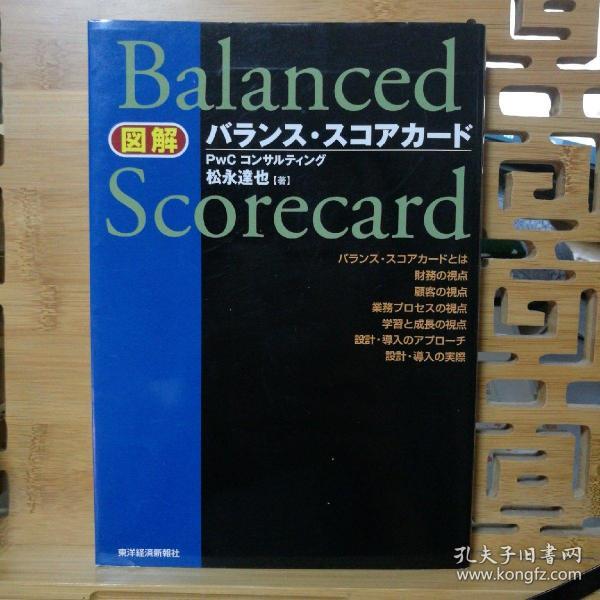 Balanced
図解 バランス・スコアカード
PwC コンサルティング
松永達也[著]
Scorecard
バランス・スコアカードとは
財務の視点
顧客の視点
業務プロセスの視点
学習と成長の視点
設計・導入のアプローチ
設計・導入の実際
東洋経済新報社
孔夫子旧书网
www.kongfz.com